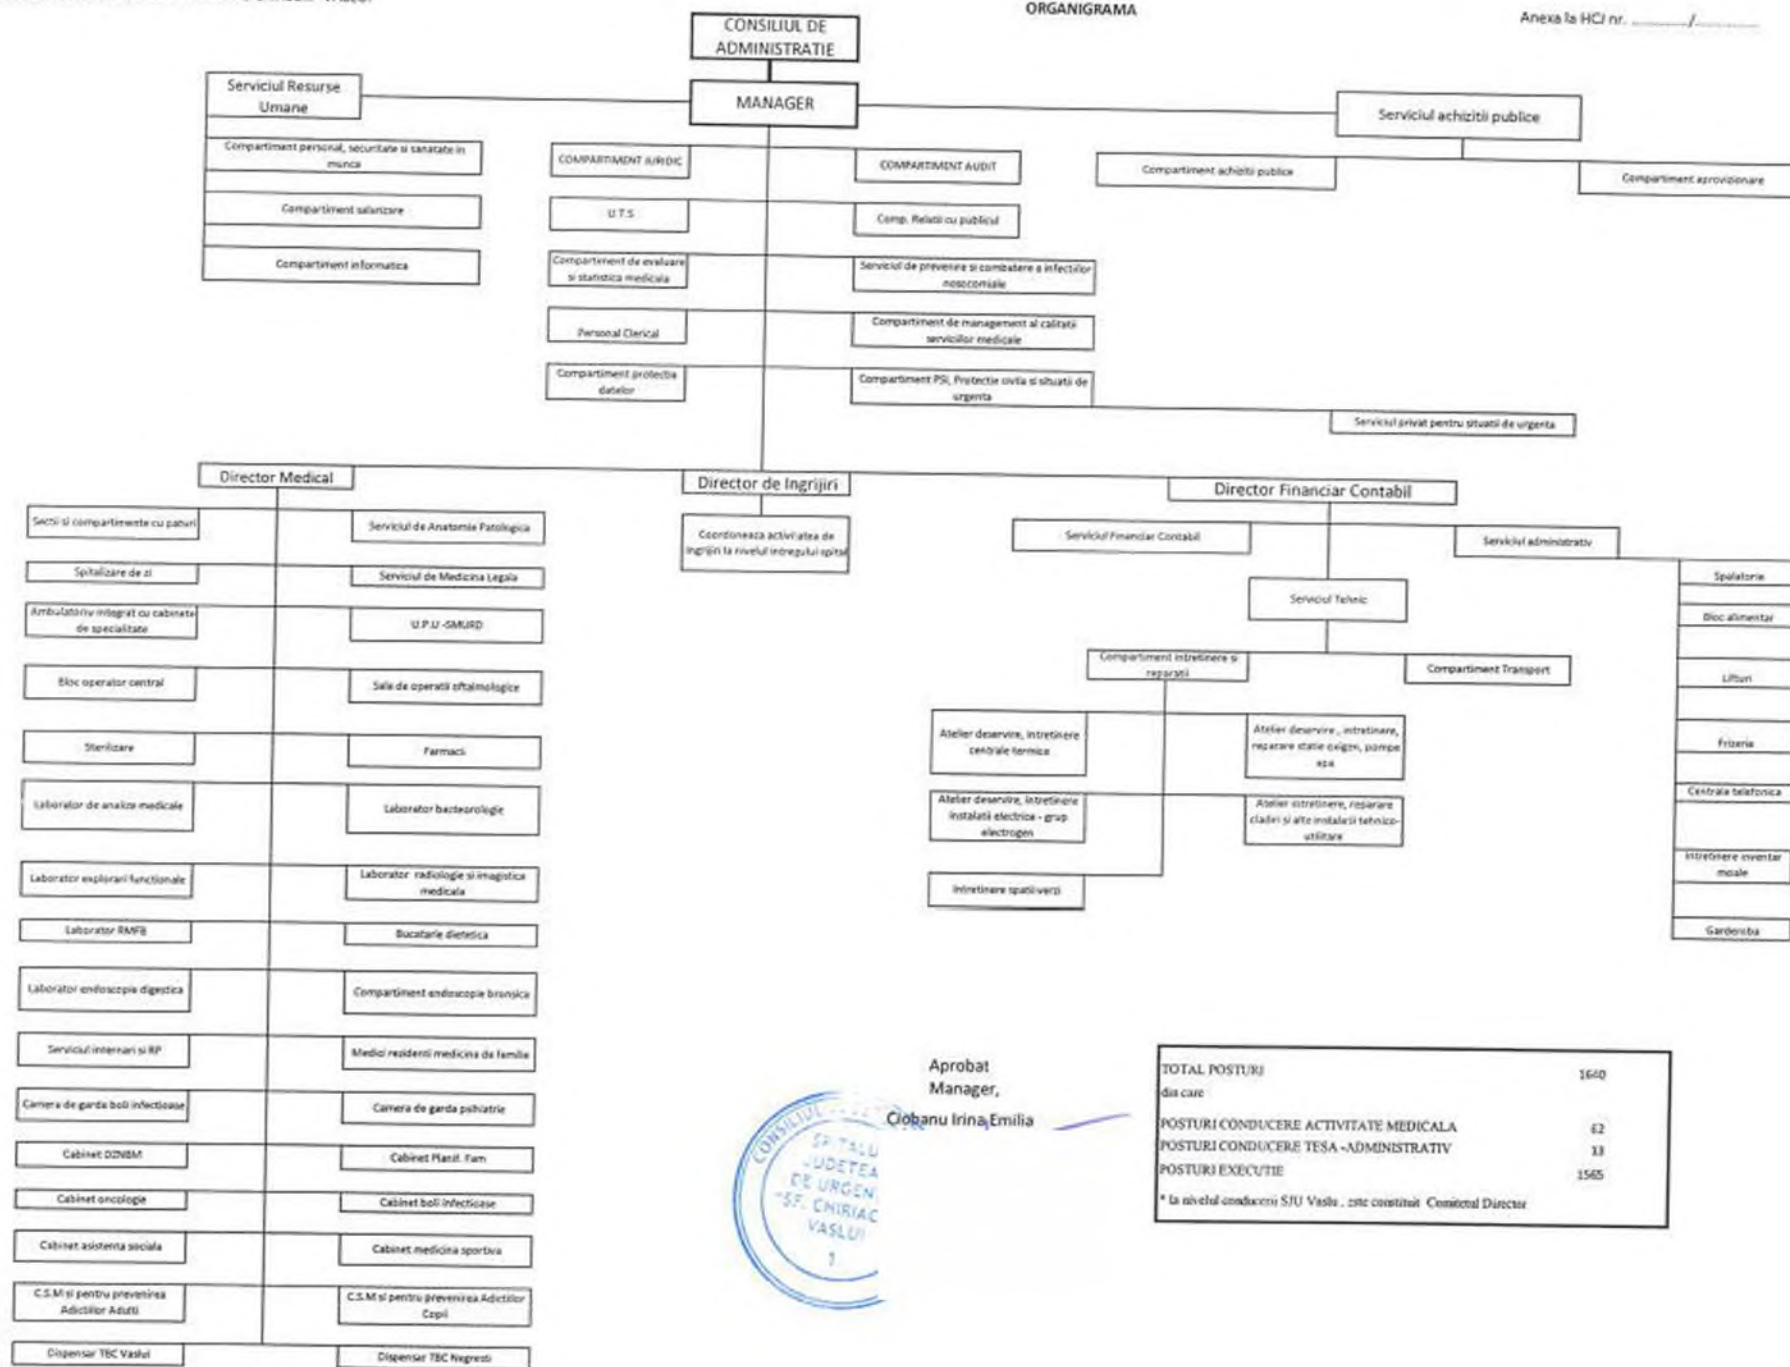 ORGANIGRAMA
Anexa la HCJ nr. ............/............
CONSILIUL DE
ADMINISTRATIE
MANAGER
Serviciul Resurse
Umane
Compartiment personal, securitate si sanatate in
munca
Compartiment salarizare
Compartiment informatica
COMPARTIMENT JURIDIC
COMPARTIMENT AUDIT
U.T.S
Comp. Relatii cu publicul
Compartiment de evaluare
si statistica medicala
Serviciul de prevenire si combatere a infectiilor
nosocomiale
Personal Clerical
Compartiment de management al calitatii
serviciilor medicale
Compartiment protectia
datelor
Compartiment PSI, Protectie civila si situatii de
urgenta
Serviciul achizitii publice
Compartiment achizitii publice
Compartiment aprovizionare
Serviciul privat pentru situatii de urgenta
Director Medical
Director de Ingrijiri
Director Financiar Contabil
Sectii si compartimente cu paturi
Serviciul de Anatomie Patologica
Spitalizare de zi
Serviciul de Medicina Legala
Ambulatoriu integrat cu cabinete
de specialitate
U.P.U -SMURD
Bloc operator central
Sala de operatii oftalmologice
Sterilizare
Farmacii
Laborator de analize medicale
Laborator bacteorologie
Laborator explorari functionale
Laborator radiologie si imagistica
medicala
Laborator RMFB
Bucatarie dietetica
Laborator endoscopie digestica
Compartiment endoscopie bronsica
Serviciul internari si RP
Medici rezidenti medicina de familie
Camera de garda boli infectioase
Camera de garda psihiatrie
Cabinet DZNBM
Cabinet Planif. Fam
Cabinet oncologie
Cabinet boli infectioase
Cabinet asistenta sociala
Cabinet medicina sportiva
C.S.M si pentru prevenirea
Adictiilor Adulti
C.S.M si pentru prevenirea Adictiilor
Copii
Dispensar TBC Vaslui
Dispensar TBC Negresti
Coordoneaza activitatea de
ingrijiri la nivelul intregului spital
Serviciul Financiar Contabil
Serviciul administrativ
Serviciul Tehnic
Compartiment intretinere si
reparatii
Compartiment Transport
Atelier deservire, intretinere
centrale termice
Atelier deservire , intretinere,
reparare statie oxigen, pompe
apa
Atelier deservire, intretinere
instalatii electrice - grup
electrogen
Atelier intretinere, reparare
cladiri si alte instalatii tehnico-
utilitare
Intretinere spatii verzi
Spalatorie
Bloc alimentar
Lifturi
Frizeria
Centrala telefonica
Intretinere inventar
moale
Garderoba
Aprobat
Manager,
Ciobanu Irina Emilia
CONSILIUL
SPITALU
JUDETEA
DE URGEN
"SF. CHIRIAC
VASLUI
1
TOTAL POSTURI 1640
din care
POSTURI CONDUCERE ACTIVITATE MEDICALA 62
POSTURI CONDUCERE TESA -ADMINISTRATIV 13
POSTURI EXECUTIE 1565
* la nivelul conducerii SJU Vaslui , este constituit Comitetul Director